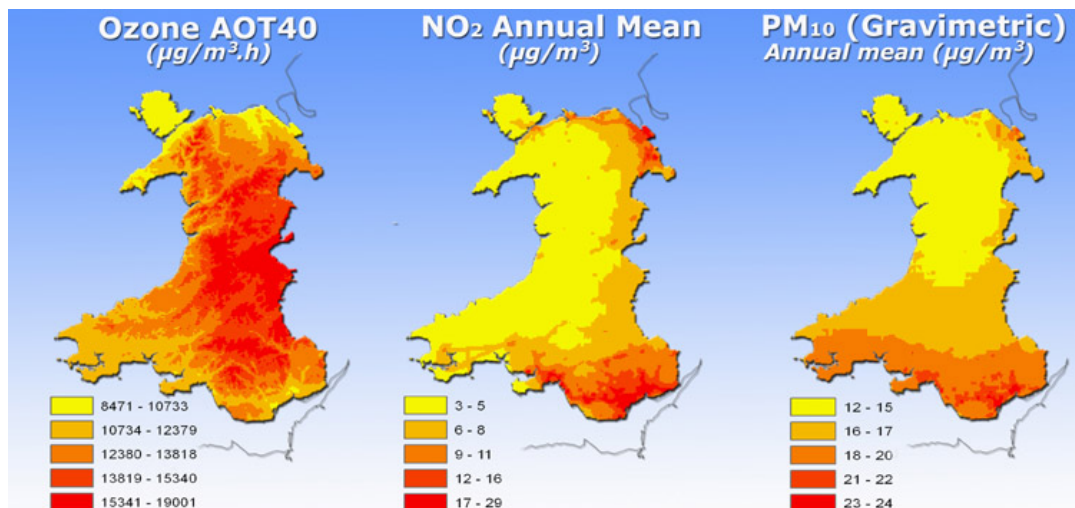 Ozone AOT40
(µg/m³.h)
8471 - 10733
10734 - 12379
12380 - 13818
13819 - 15340
15341 - 19001
NO₂ Annual Mean
(µg/m³)
3 - 5
6 - 8
9 - 11
12 - 16
17 - 29
PM₁₀ (Gravimetric)
Annual mean (µg/m³)
12 - 15
16 - 17
18 - 20
21 - 22
23 - 24